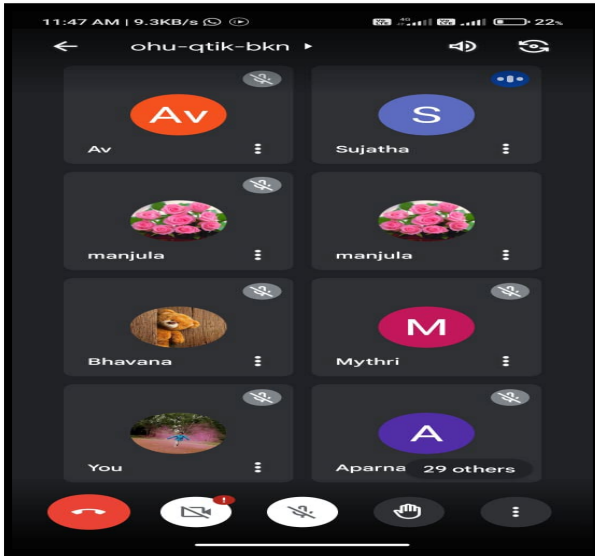 11:47 AM | 9.3KB/s 22%
ohu-qtik-bkn
Av S
Av Sujatha
manjula manjula
M
Bhavana Mythri
A
You Aparna 29 others